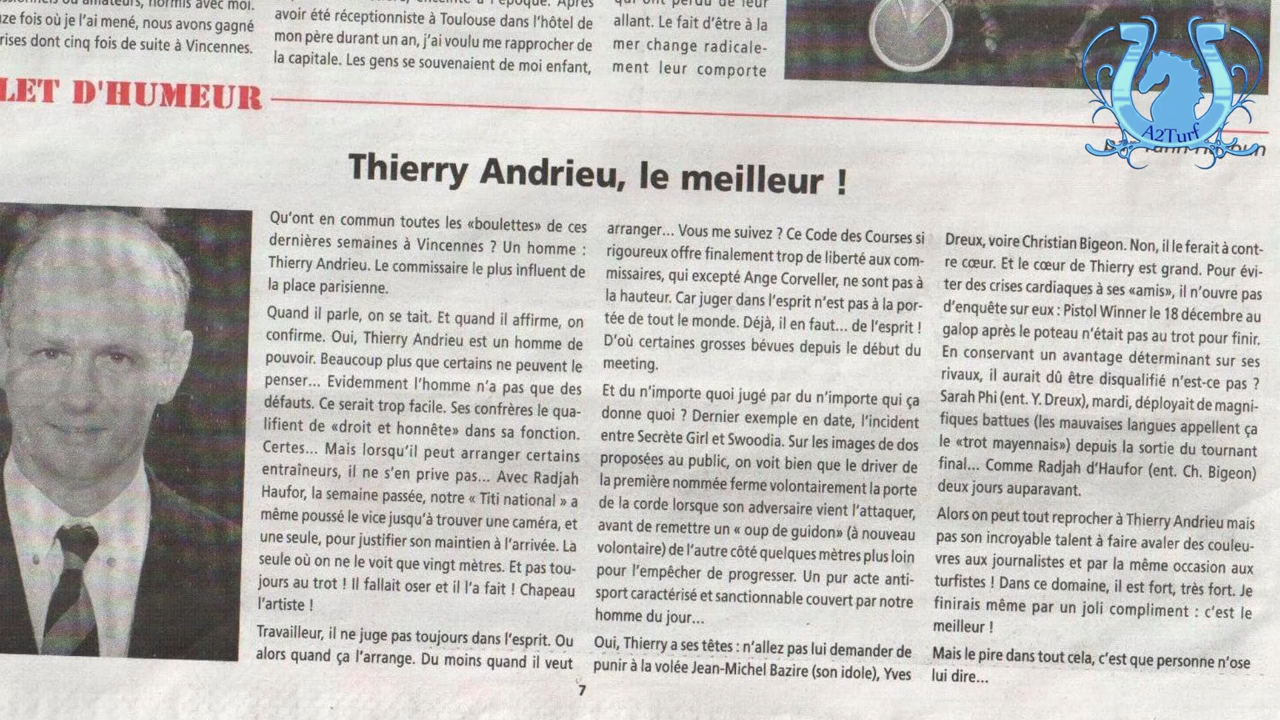 ssionnels ou amateurs, hormis avec moi.
ze fois où je l'ai mené, nous avons gagné
rises dont cinq fois de suite à Vincennes.
à l'époque. Après
avoir été réceptionniste à Toulouse dans l'hôtel de
mon père durant un an, j'ai voulu me rapprocher de
la capitale. Les gens se souvenaient de moi enfant,
qui ont perdu de leur
allant. Le fait d'être à la
mer change radicale-
ment leur comporte
A2Turf
LET D'HUMEUR
Thierry Andrieu, le meilleur !
Qu'ont en commun toutes les «boulettes» de ces
dernières semaines à Vincennes ? Un homme :
Thierry Andrieu. Le commissaire le plus influent de
la place parisienne.
Quand il parle, on se tait. Et quand il affirme, on
confirme. Oui, Thierry Andrieu est un homme de
pouvoir. Beaucoup plus que certains ne peuvent le
penser... Evidemment l'homme n'a pas que des
défauts. Ce serait trop facile. Ses confrères le qua-
lifient de «droit et honnête» dans sa fonction.
Certes... Mais lorsqu'il peut arranger certains
entraîneurs, il ne s'en prive pas... Avec Radjah
Haufor, la semaine passée, notre « Titi national » a
même poussé le vice jusqu'à trouver une caméra, et
une seule, pour justifier son maintien à l'arrivée. La
seule où on ne le voit que vingt mètres. Et pas tou-
jours au trot ! Il fallait oser et il l'a fait ! Chapeau
l'artiste !
Travailleur, il ne juge pas toujours dans l'esprit. Ou
alors quand ça l'arrange. Du moins quand il veut
arranger... Vous me suivez ? Ce Code des Courses si
rigoureux offre finalement trop de liberté aux com-
missaires, qui excepté Ange Corveller, ne sont pas à
la hauteur. Car juger dans l'esprit n'est pas à la por-
tée de tout le monde. Déjà, il en faut... de l'esprit !
D'où certaines grosses bévues depuis le début du
meeting.
Et du n'importe quoi jugé par du n'importe qui ça
donne quoi ? Dernier exemple en date, l'incident
entre Secrète Girl et Swoodia. Sur les images de dos
proposées au public, on voit bien que le driver de
la première nommée ferme volontairement la porte
de la corde lorsque son adversaire vient l'attaquer,
avant de remettre un « oup de guidon» (à nouveau
volontaire) de l'autre côté quelques mètres plus loin
pour l'empêcher de progresser. Un pur acte anti-
sport caractérisé et sanctionnable couvert par notre
homme du jour...
Oui, Thierry a ses têtes : n'allez pas lui demander de
punir à la volée Jean-Michel Bazire (son idole), Yves
Dreux, voire Christian Bigeon. Non, il le ferait à cont-
re cœur. Et le cœur de Thierry est grand. Pour évi-
ter des crises cardiaques à ses «amis», il n'ouvre pas
d'enquête sur eux : Pistol Winner le 18 décembre au
galop après le poteau n'était pas au trot pour finir.
En conservant un avantage déterminant sur ses
rivaux, il aurait dû être disqualifié n'est-ce pas ?
Sarah Phi (ent. Y. Dreux), mardi, déployait de magni-
fiques battues (les mauvaises langues appellent ça
le «trot mayennais») depuis la sortie du tournant
final... Comme Radjah d'Haufor (ent. Ch. Bigeon)
deux jours auparavant.
Alors on peut tout reprocher à Thierry Andrieu mais
pas son incroyable talent à faire avaler des couleu-
vres aux journalistes et par la même occasion aux
turfistes ! Dans ce domaine, il est fort, très fort. Je
finirais même par un joli compliment : c'est le
meilleur !
Mais le pire dans tout cela, c'est que personne n'ose
lui dire...
7